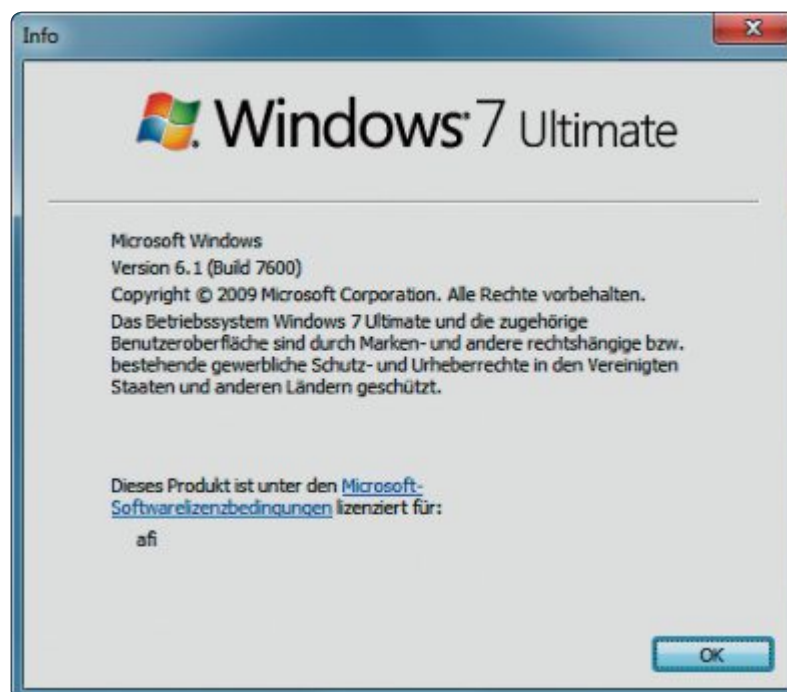 Info
Windows® 7 Ultimate
Microsoft Windows
Version 6.1 (Build 7600)
Copyright © 2009 Microsoft Corporation. Alle Rechte vorbehalten.
Das Betriebssystem Windows 7 Ultimate und die zugehörige
Benutzeroberfläche sind durch Marken- und andere rechtshängige bzw.
bestehende gewerbliche Schutz- und Urheberrechte in den Vereinigten
Staaten und anderen Ländern geschützt.
Dieses Produkt ist unter den Microsoft-
Softwarelizenzbedingungen lizenziert für:
afi
OK